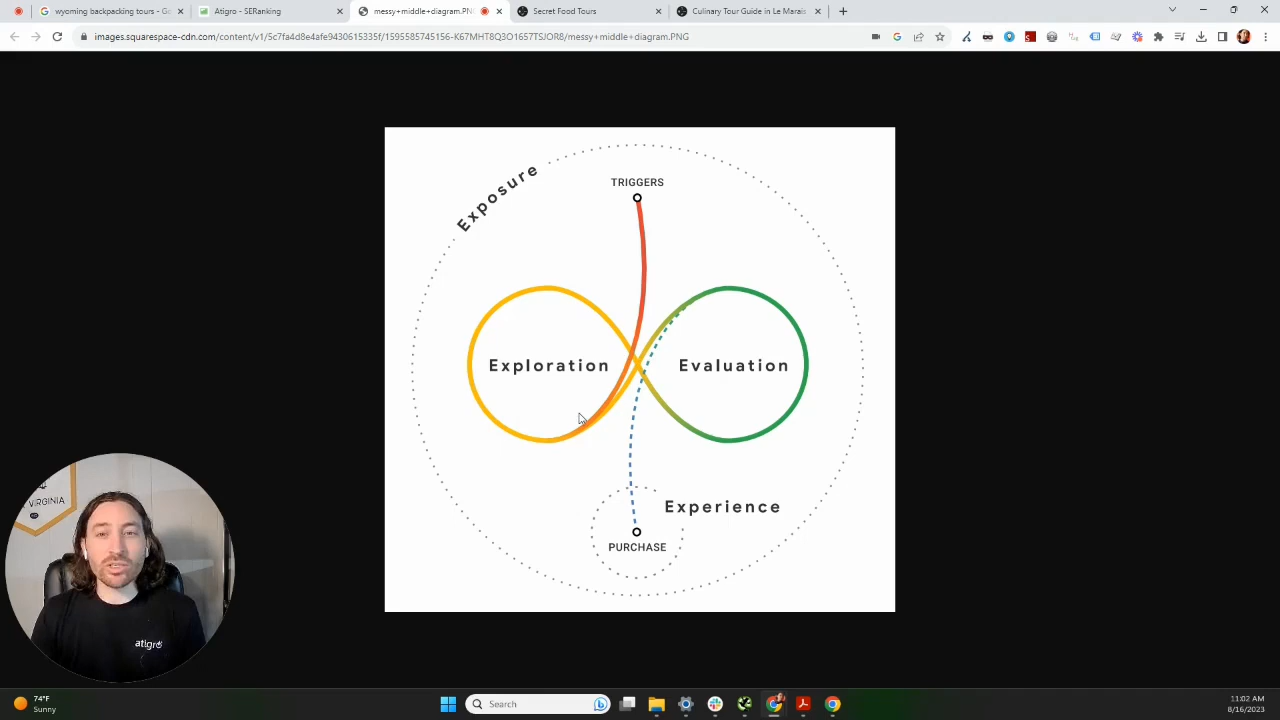 wyoming backpacking tours - Go
Atigro - SERanking
messy+middle+diagram.PNG
Secret Food Tours
Culinary Tour Guide in Le Marais
images.squarespace-cdn.com/content/v1/5c7fa4d8e4afe9430615335f/1595585745156-K67MHT8Q3O1657TSJOR8/messy+middle+diagram.PNG
Exposure
TRIGGERS
Exploration
Evaluation
Experience
PURCHASE
VIRGINIA
atigro
74°F
Sunny
Search
11:02 AM
8/16/2023